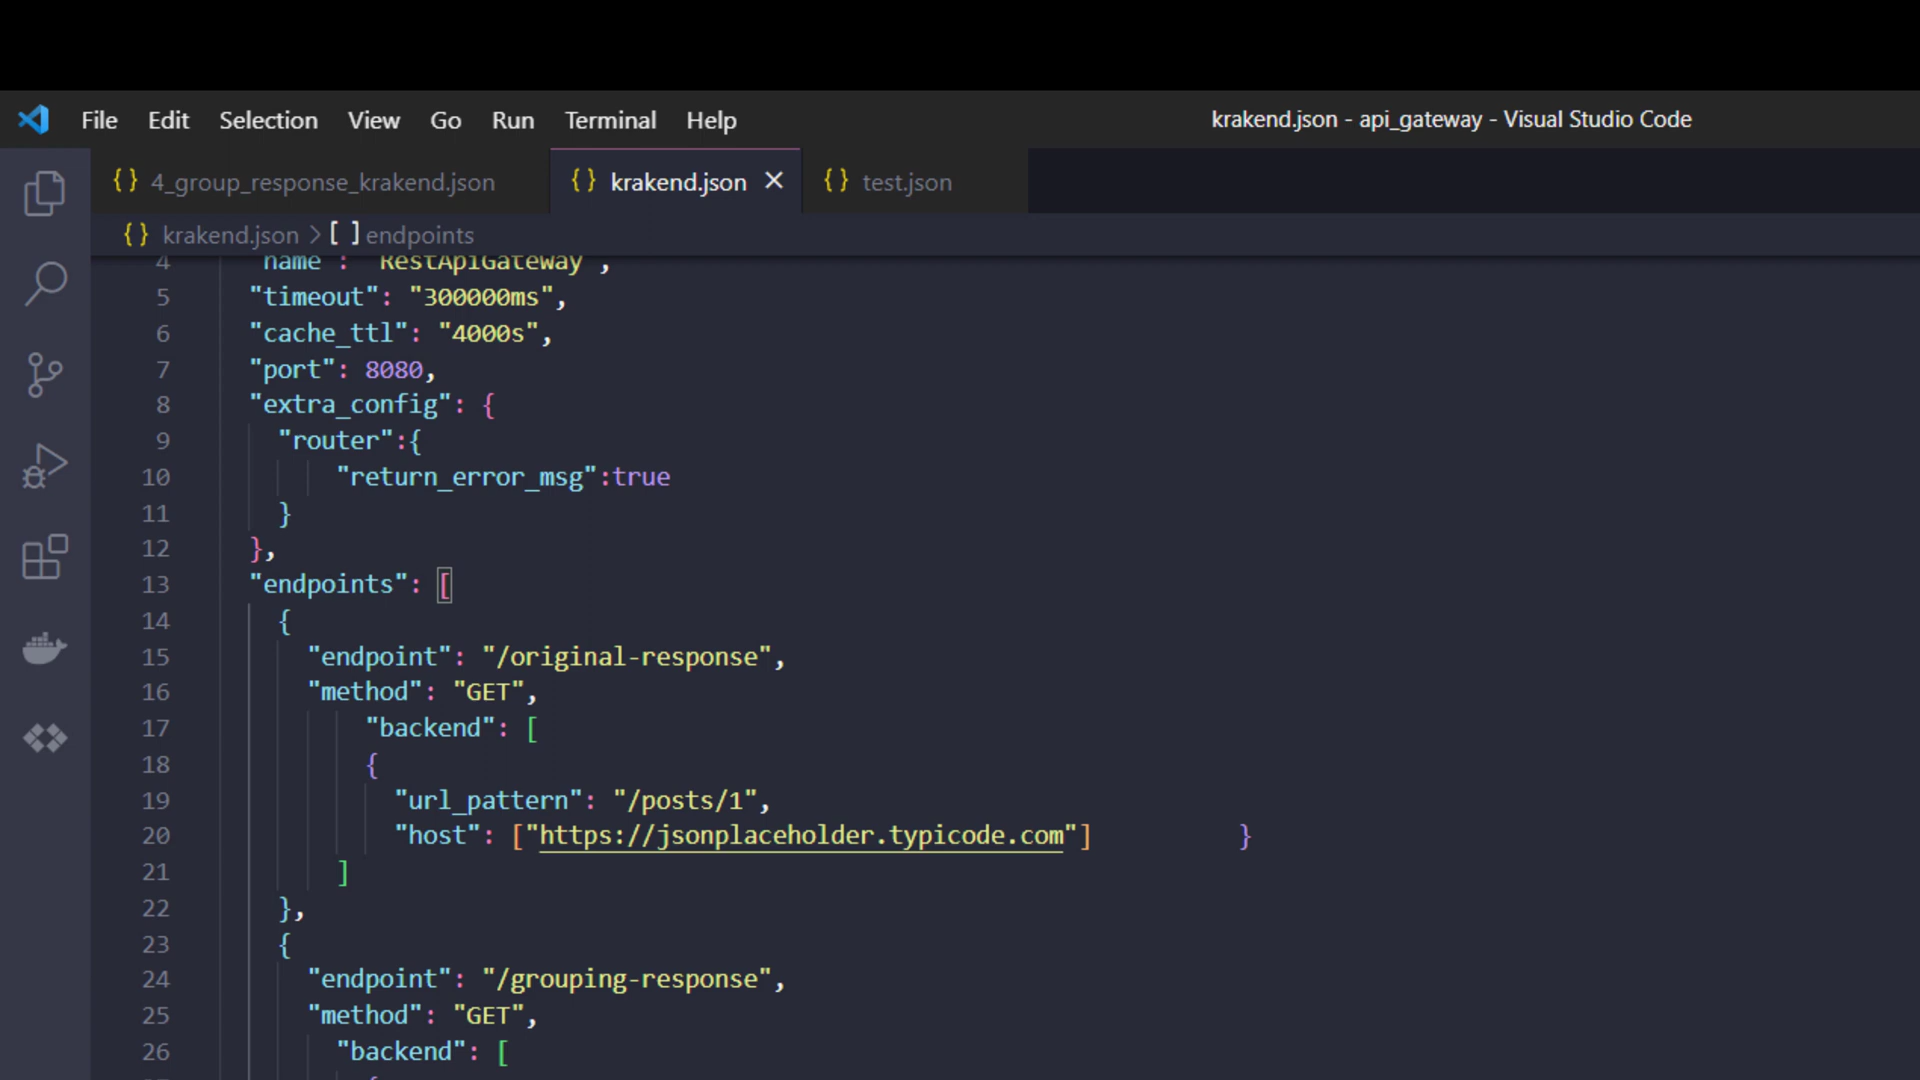 File Edit Selection View Go Run Terminal Help krakend.json - api_gateway - Visual Studio Code
{} 4_group_response_krakend.json {} krakend.json × {} test.json
{} krakend.json > [ ] endpoints
4 "name": "RestApiGateway",
5 "timeout": "300000ms",
6 "cache_ttl": "4000s",
7 "port": 8080,
8 "extra_config": {
9 "router":{
10 "return_error_msg":true
11 }
12 },
13 "endpoints": [
14 {
15 "endpoint": "/original-response",
16 "method": "GET",
17 "backend": [
18 {
19 "url_pattern": "/posts/1",
20 "host": ["https://jsonplaceholder.typicode.com"] }
21 ]
22 },
23 {
24 "endpoint": "/grouping-response",
25 "method": "GET",
26 "backend": [